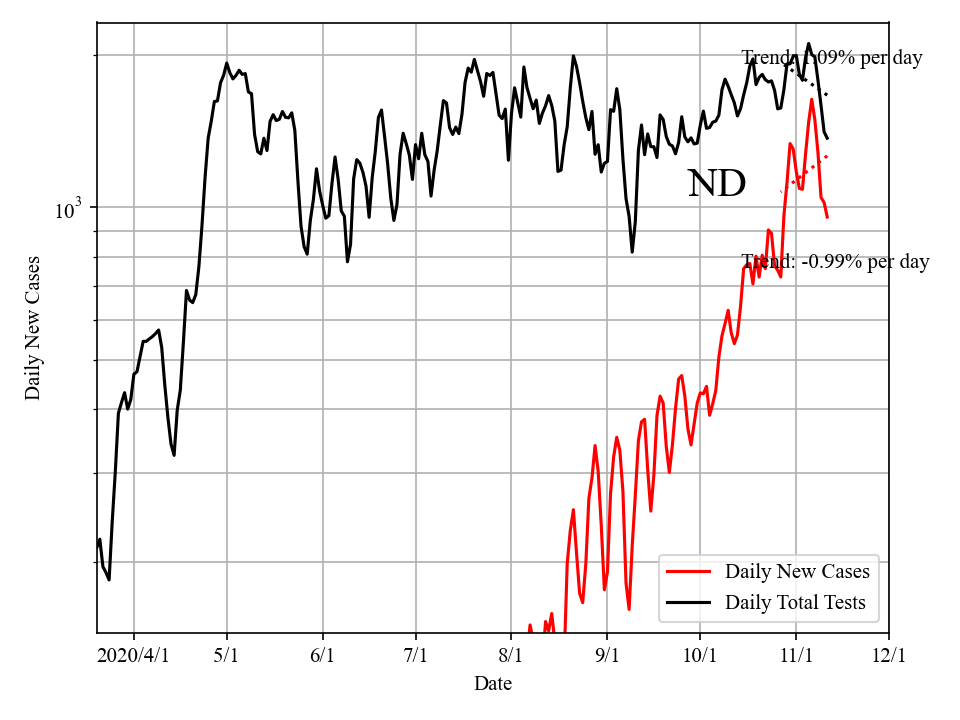 Trend: 1.09% per day
ND
10³
Trend: -0.99% per day
Daily New Cases
Daily New Cases
Daily Total Tests
2020/4/1 5/1 6/1 7/1 8/1 9/1 10/1 11/1 12/1
Date